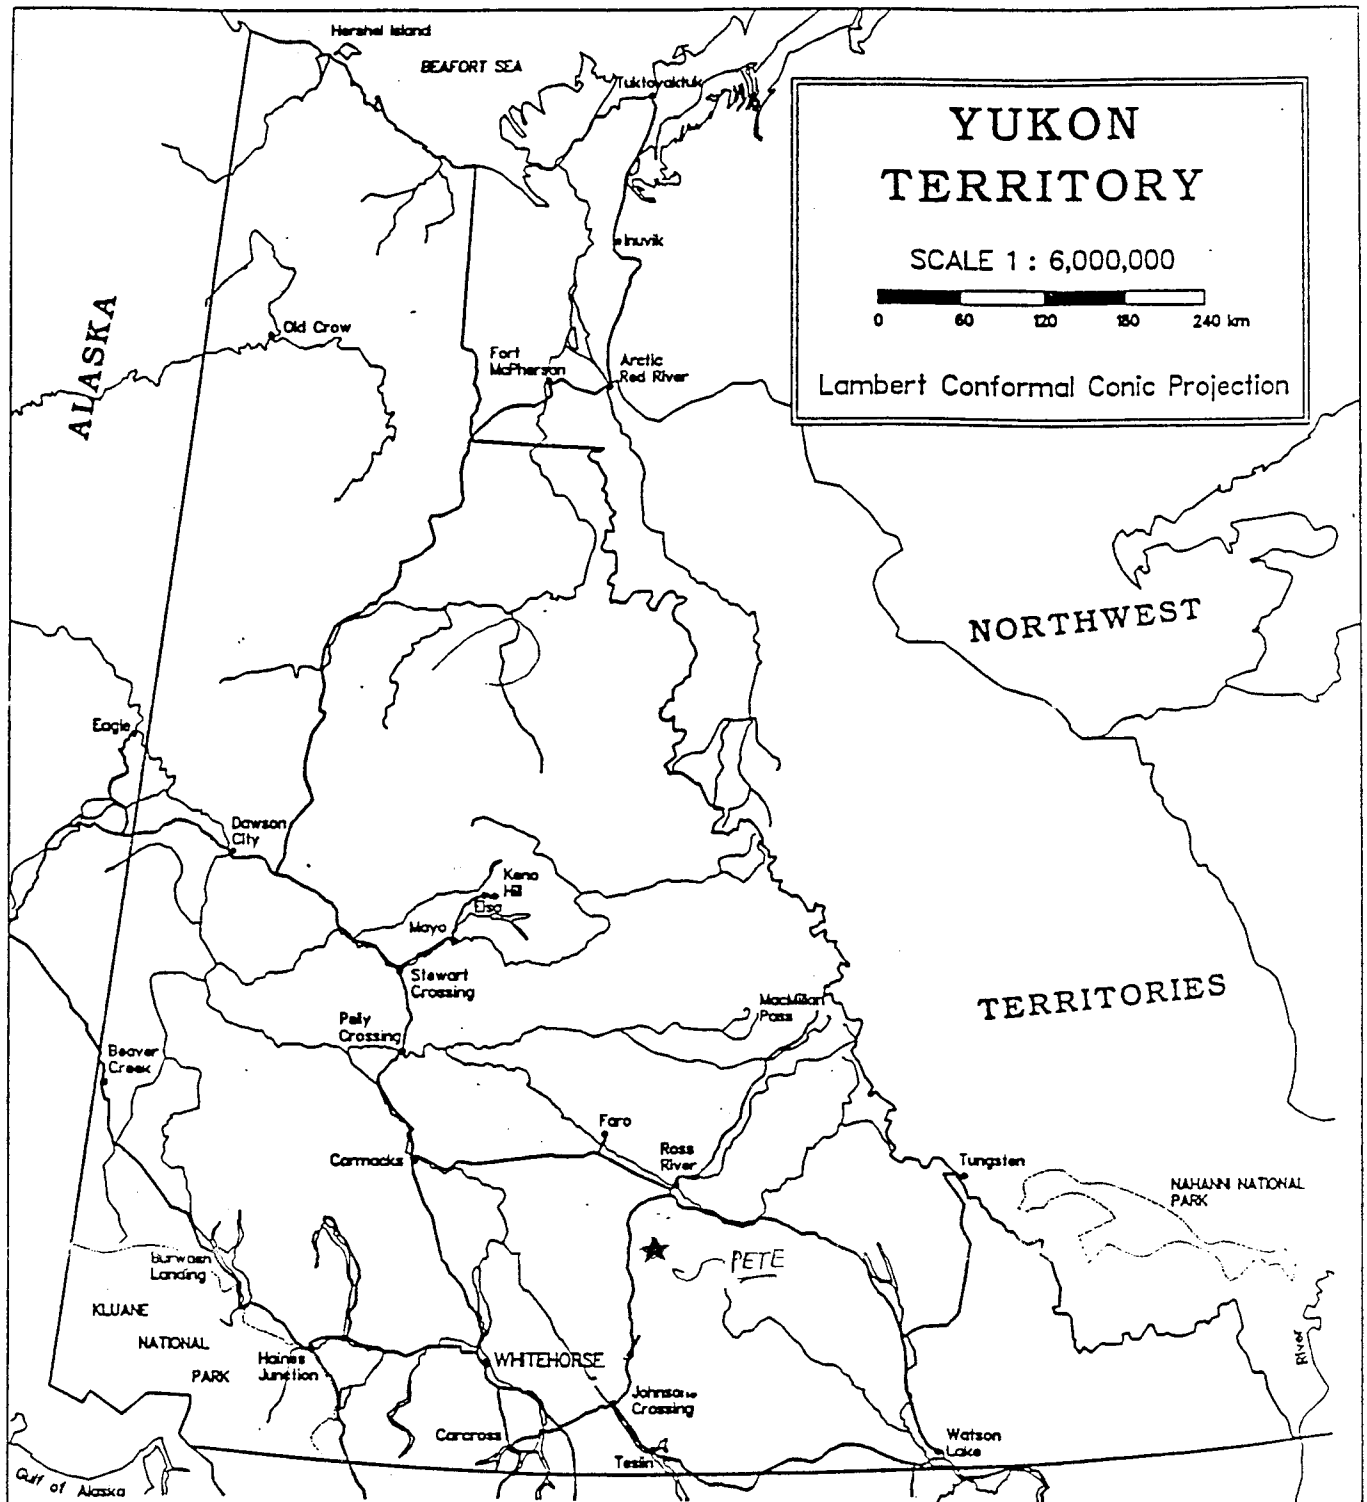 Hershel Island
BEAFORT SEA
Tuktoyaktuk
YUKON
TERRITORY
SCALE 1 : 6,000,000
0 60 120 180 240 km
Lambert Conformal Conic Projection
Inuvik
ALASKA
Old Crow
Fort
McPherson
Arctic
Red River
NORTHWEST
Eagle
Dawson
City
Keno
Hill
Elsa
Mayo
Stewart
Crossing
TERRITORIES
MacMillan
Pass
Pelly
Crossing
Beaver
Creek
Faro
Ross
River
Carmacks
Tungsten
NAHANNI NATIONAL
PARK
PETE
Burwash
Landing
KLUANE
NATIONAL
PARK
Haines
Junction
WHITEHORSE
River
Johnsons
Crossing
Carcross
Teslin
Watson
Lake
Gulf of Alaska